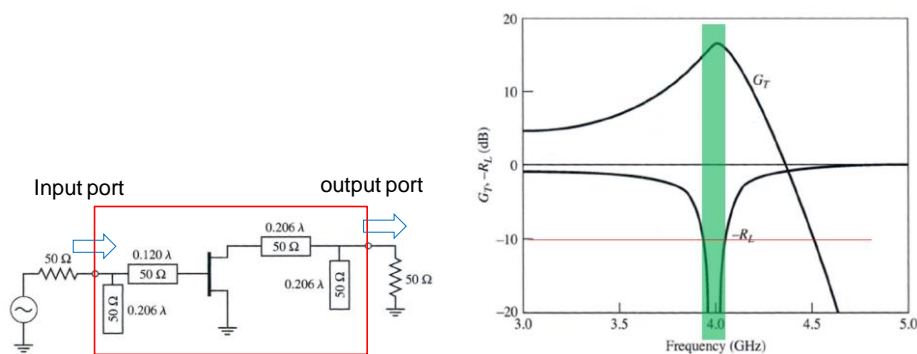 Input port
output port
50 Ω
0.120 λ
50 Ω
0.206 λ
50 Ω
0.206 λ
50 Ω
0.206 λ
50 Ω
50 Ω
20
10
0
-10
-20
G_T, -R_L (dB)
G_T
-R_L
3.0
3.5
4.0
4.5
5.0
Frequency (GHz)